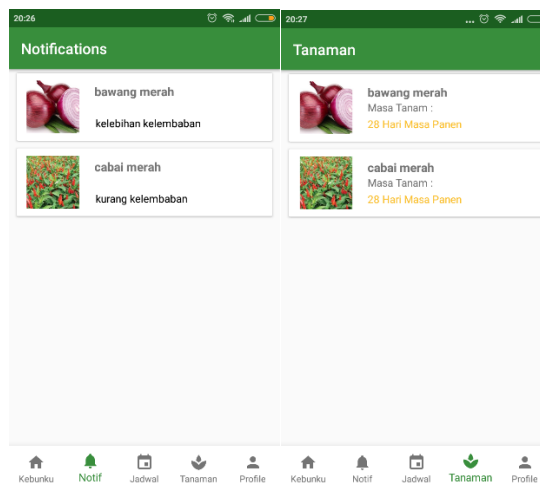 20:26
Notifications
bawang merah
kelebihan kelembaban
cabai merah
kurang kelembaban
Kebunku
Notif
Jadwal
Tanaman
Profile
20:27
...
Tanaman
bawang merah
Masa Tanam :
28 Hari Masa Panen
cabai merah
Masa Tanam :
28 Hari Masa Panen
Kebunku
Notif
Jadwal
Tanaman
Profile